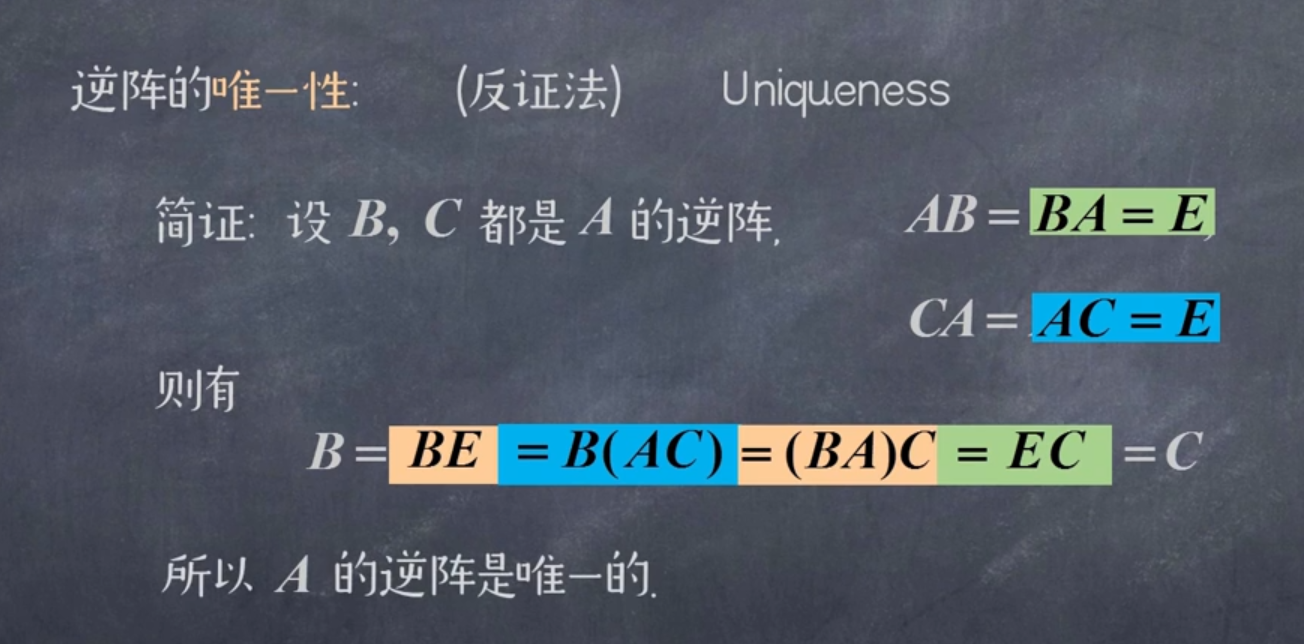 逆阵的唯一性: (反证法) Uniqueness
简证: 设 B, C 都是 A 的逆阵, AB = BA = E,
CA = AC = E
则有
B = BE = B(AC) = (BA)C = EC = C
所以 A 的逆阵是唯一的.